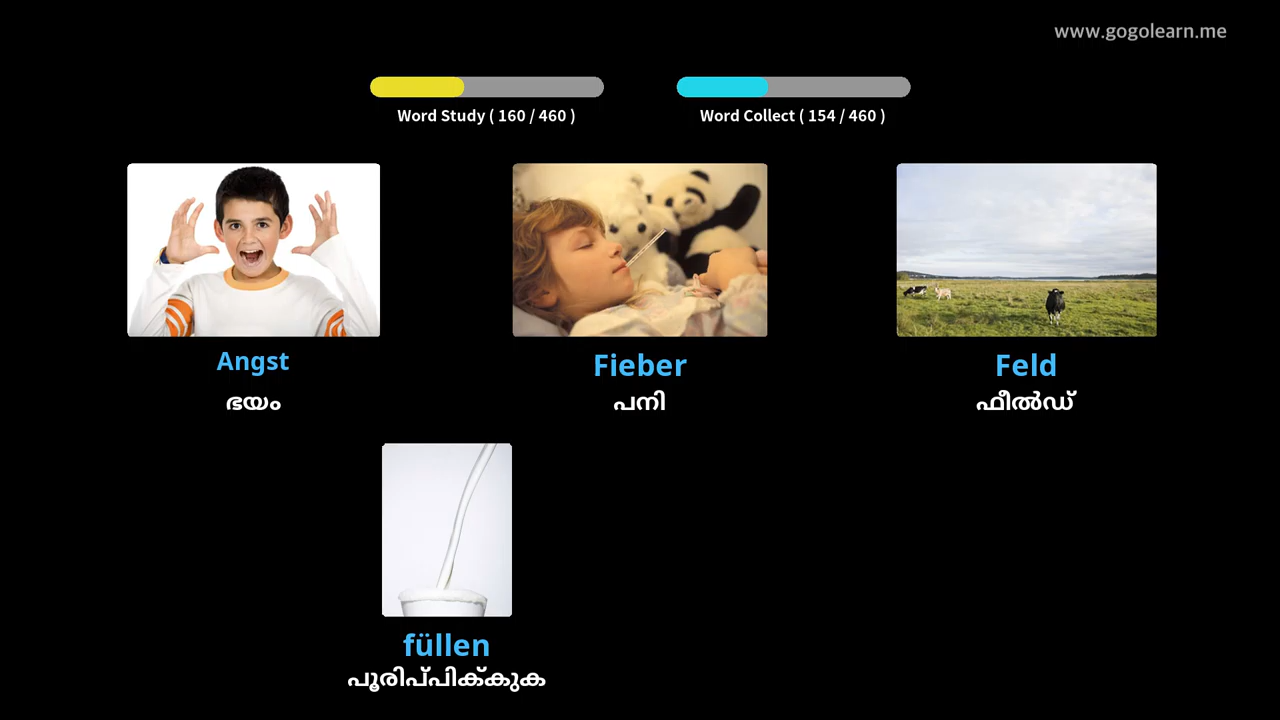 www.gogolearn.me
Word Study ( 160 / 460 )
Word Collect ( 154 / 460 )
Angst
ഭയം
Fieber
പനി
Feld
ഫീൽഡ്
füllen
പൂരിപ്പിക്കുക